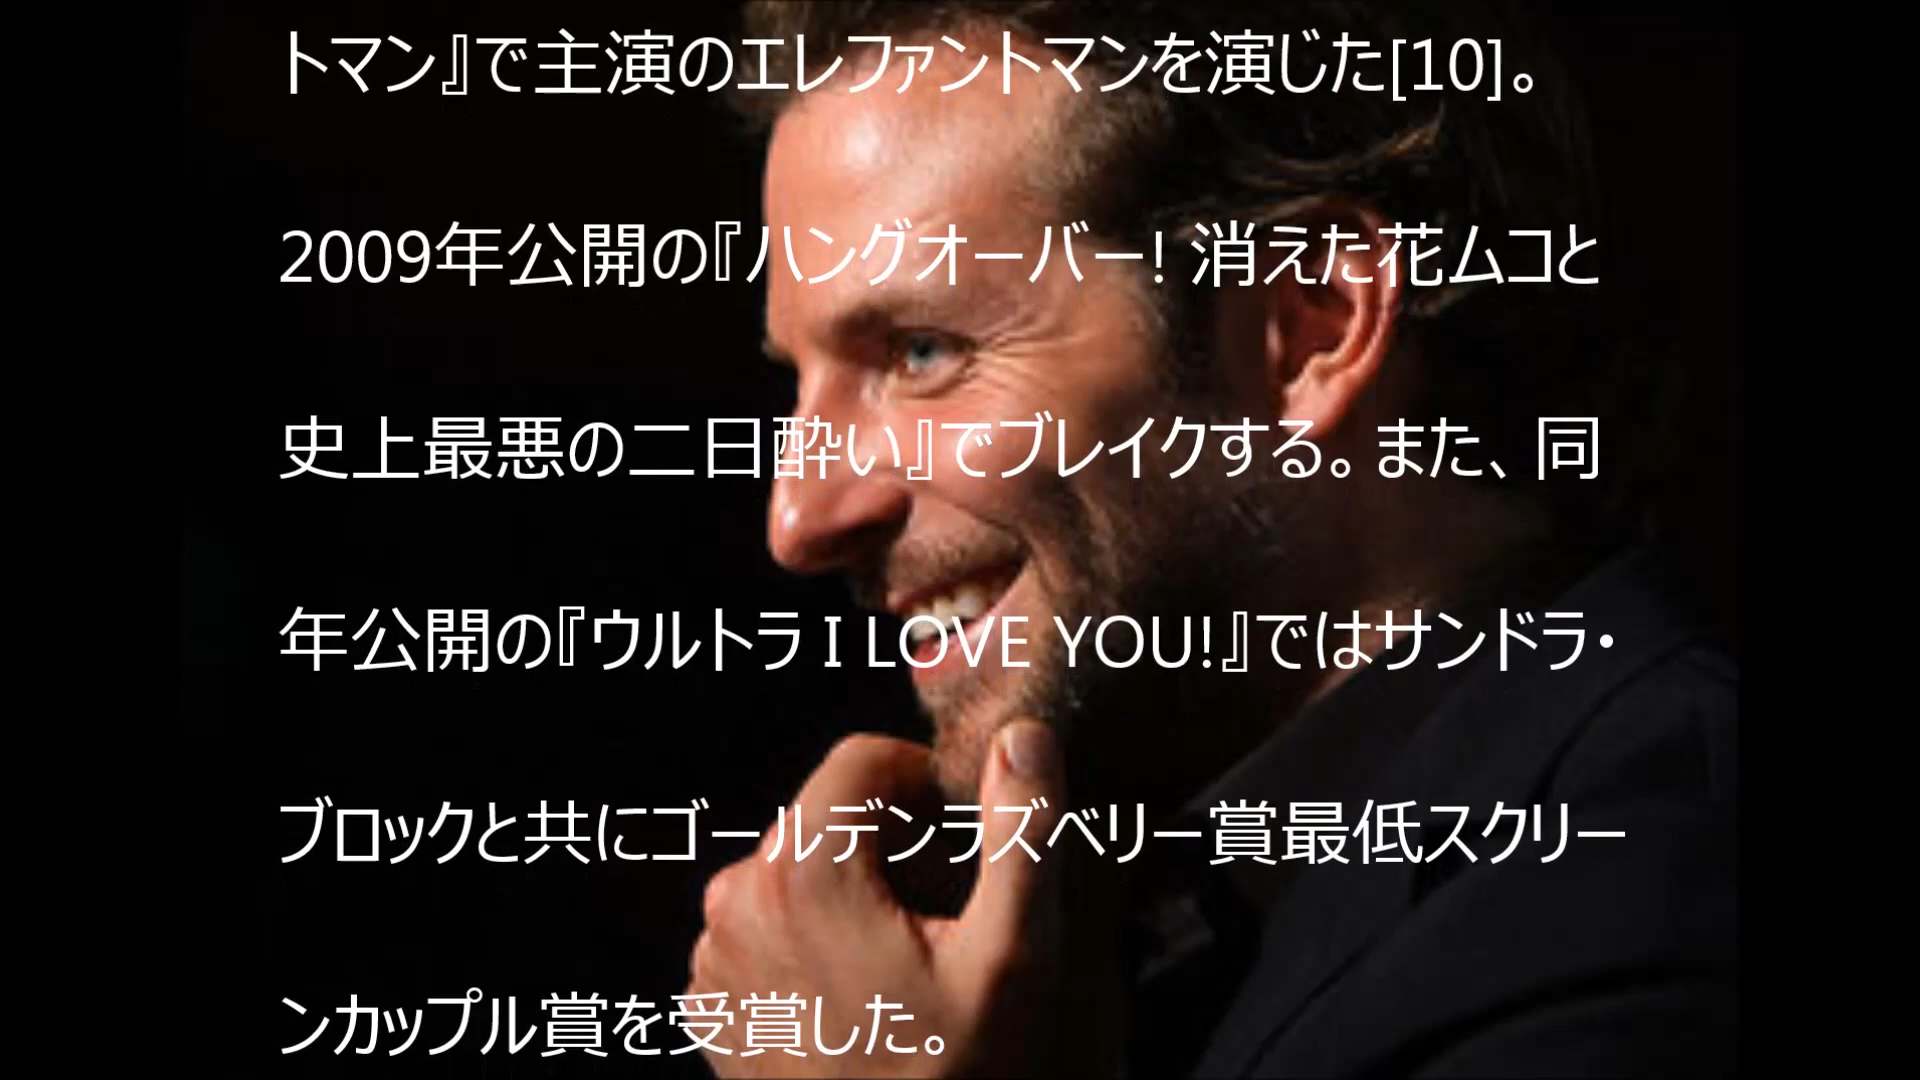 トマン』で主演のエレファントマンを演じた[10]。
2009年公開の『ハングオーバー! 消えた花ムコと
史上最悪の二日酔い』でブレイクする。また、同
年公開の『ウルトラ I LOVE YOU!』ではサンドラ・
ブロックと共にゴールデンラズベリー賞最低スクリー
ンカップル賞を受賞した。